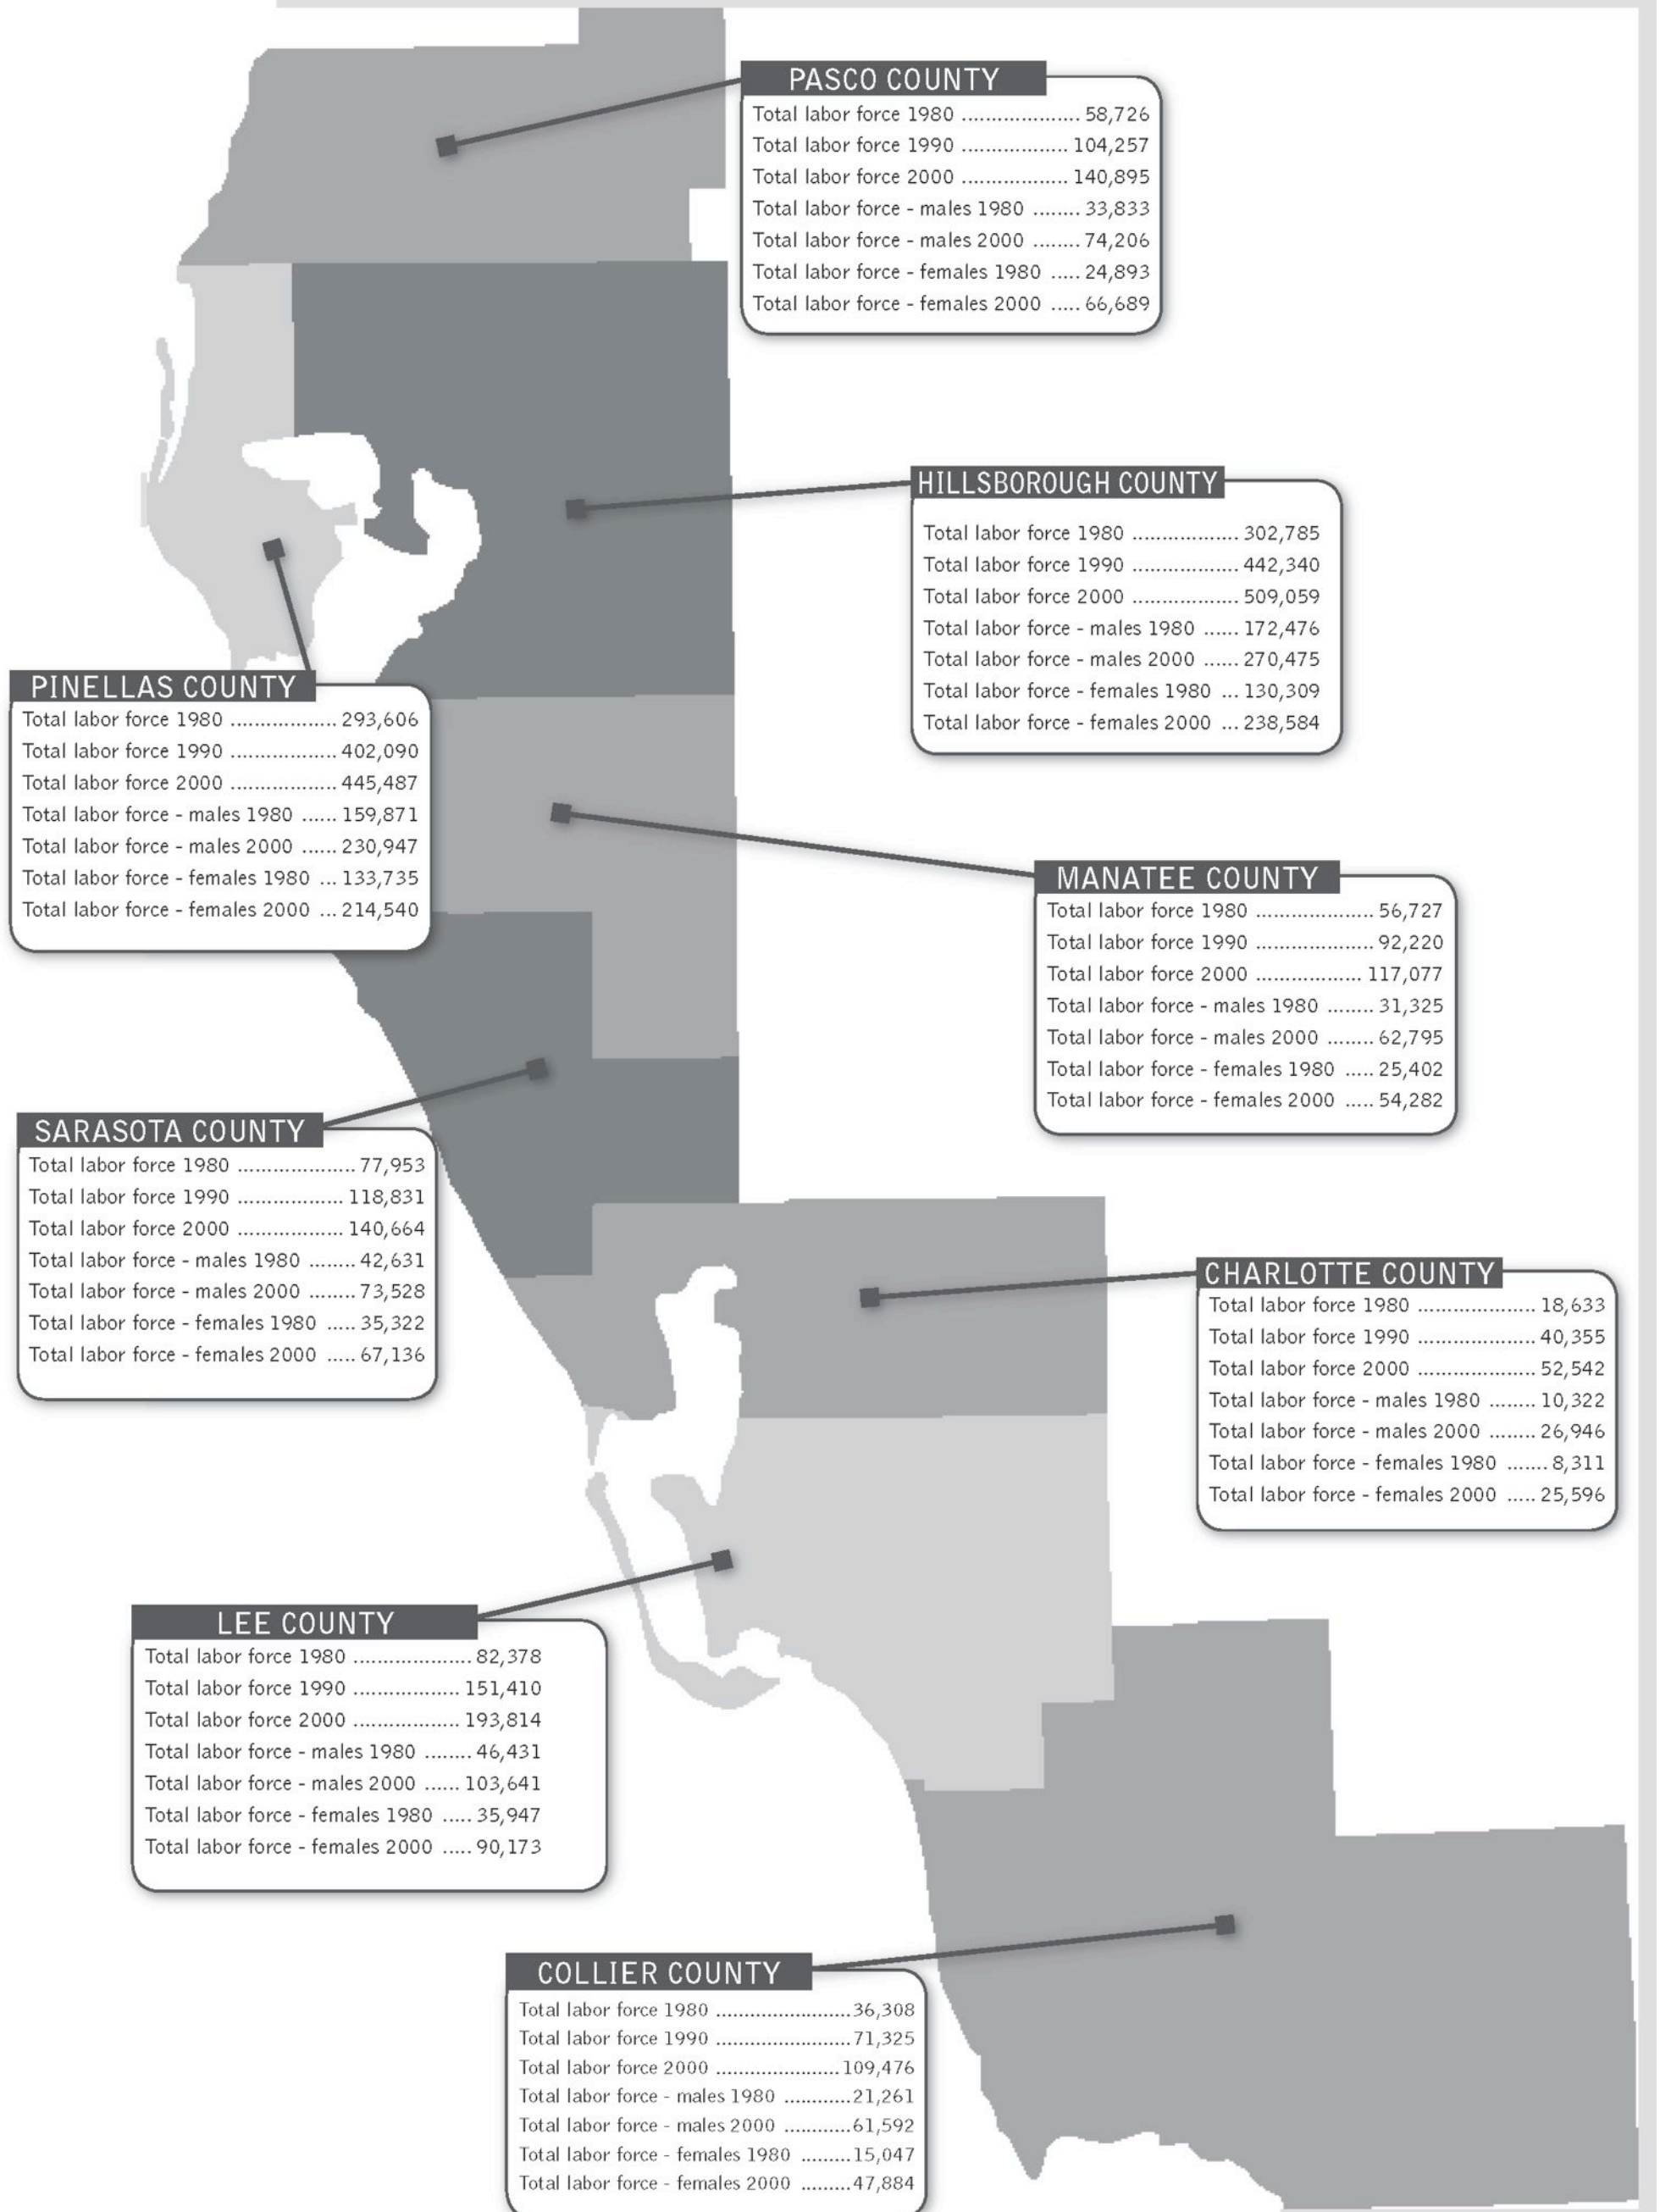 PASCO COUNTY
Total labor force 1980 .................... 58,726
Total labor force 1990 .................. 104,257
Total labor force 2000 .................. 140,895
Total labor force - males 1980 ........ 33,833
Total labor force - males 2000 ........ 74,206
Total labor force - females 1980 ..... 24,893
Total labor force - females 2000 ..... 66,689
HILLSBOROUGH COUNTY
Total labor force 1980 .................. 302,785
Total labor force 1990 .................. 442,340
Total labor force 2000 .................. 509,059
Total labor force - males 1980 ...... 172,476
Total labor force - males 2000 ...... 270,475
Total labor force - females 1980 ... 130,309
Total labor force - females 2000 ... 238,584
PINELLAS COUNTY
Total labor force 1980 .................. 293,606
Total labor force 1990 .................. 402,090
Total labor force 2000 .................. 445,487
Total labor force - males 1980 ...... 159,871
Total labor force - males 2000 ...... 230,947
Total labor force - females 1980 ... 133,735
Total labor force - females 2000 ... 214,540
MANATEE COUNTY
Total labor force 1980 .................... 56,727
Total labor force 1990 .................... 92,220
Total labor force 2000 .................. 117,077
Total labor force - males 1980 ........ 31,325
Total labor force - males 2000 ........ 62,795
Total labor force - females 1980 ..... 25,402
Total labor force - females 2000 ..... 54,282
SARASOTA COUNTY
Total labor force 1980 .................... 77,953
Total labor force 1990 .................. 118,831
Total labor force 2000 .................. 140,664
Total labor force - males 1980 ........ 42,631
Total labor force - males 2000 ........ 73,528
Total labor force - females 1980 ..... 35,322
Total labor force - females 2000 ..... 67,136
CHARLOTTE COUNTY
Total labor force 1980 .................... 18,633
Total labor force 1990 .................... 40,355
Total labor force 2000 .................... 52,542
Total labor force - males 1980 ........ 10,322
Total labor force - males 2000 ........ 26,946
Total labor force - females 1980 ....... 8,311
Total labor force - females 2000 ..... 25,596
LEE COUNTY
Total labor force 1980 .................... 82,378
Total labor force 1990 .................. 151,410
Total labor force 2000 .................. 193,814
Total labor force - males 1980 ........ 46,431
Total labor force - males 2000 ...... 103,641
Total labor force - females 1980 ..... 35,947
Total labor force - females 2000 ..... 90,173
COLLIER COUNTY
Total labor force 1980 .......................36,308
Total labor force 1990 .......................71,325
Total labor force 2000 .....................109,476
Total labor force - males 1980 ............21,261
Total labor force - males 2000 ............61,592
Total labor force - females 1980 .........15,047
Total labor force - females 2000 .........47,884